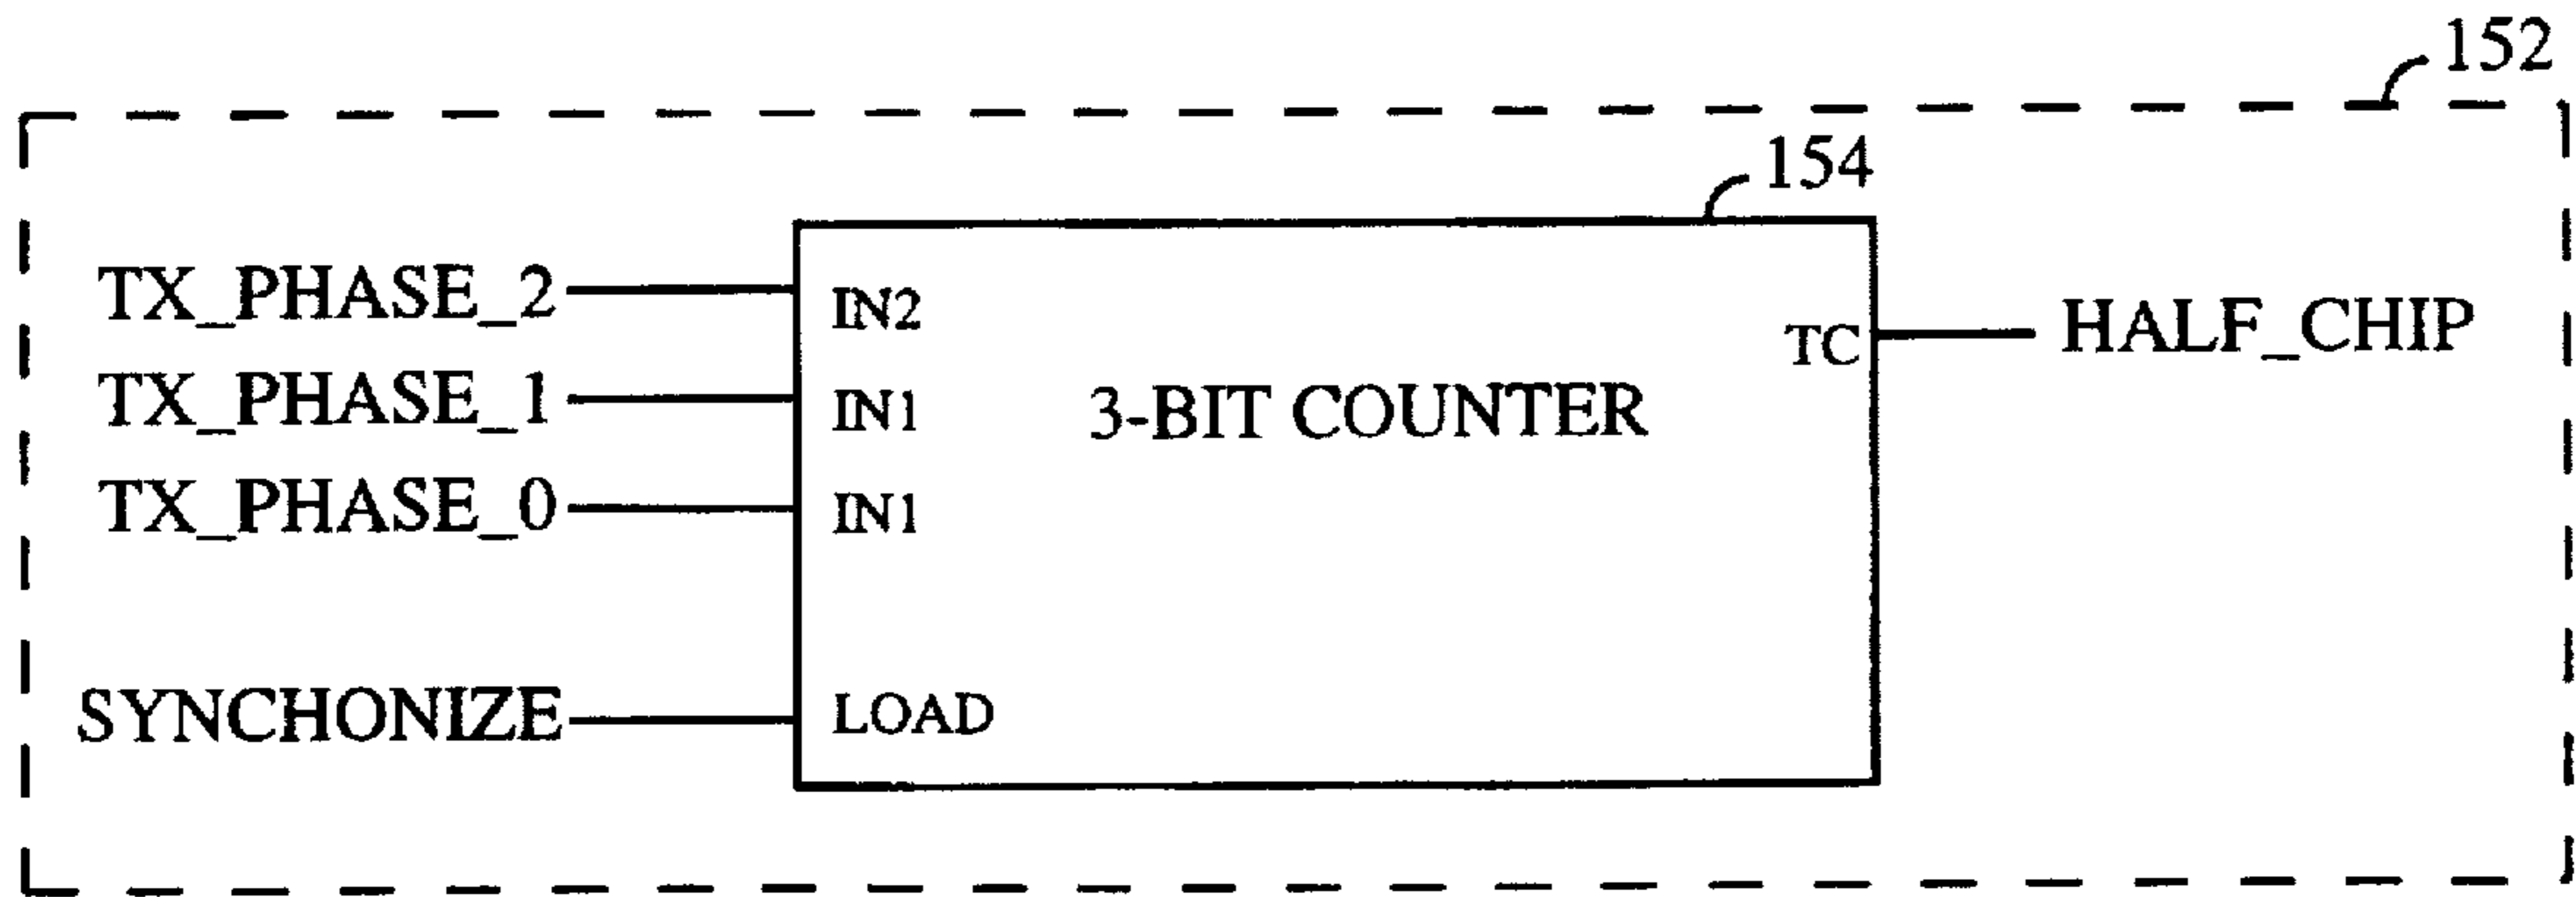 152
154
TX_PHASE_2 IN2
TC HALF_CHIP
TX_PHASE_1 IN1 3-BIT COUNTER
TX_PHASE_0 IN1
SYNCHONIZE LOAD